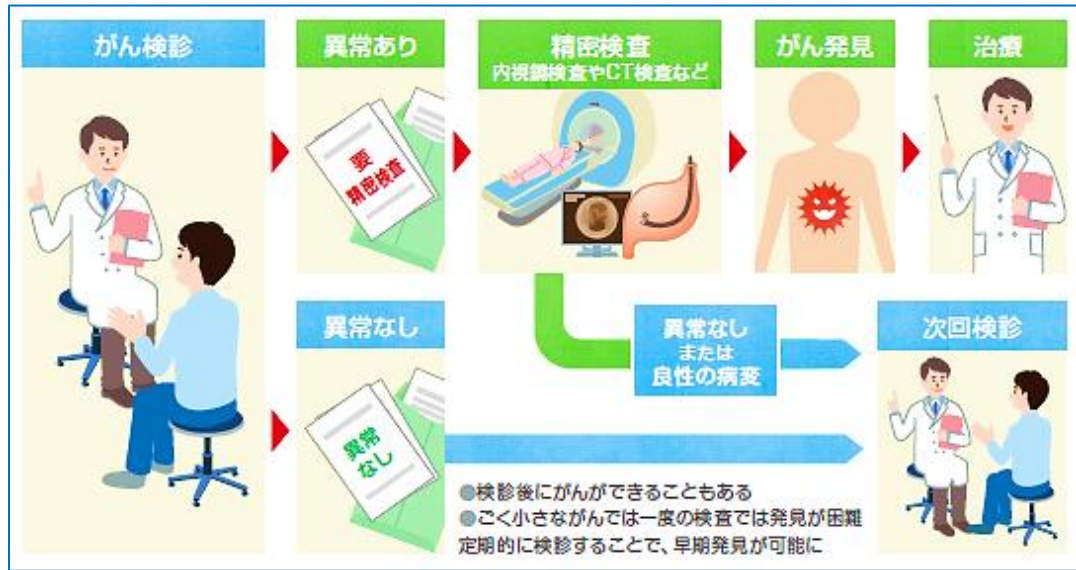 がん検診
異常あり
要
精密検査
精密検査
内視鏡検査やCT検査など
がん発見
治療
異常なし
異常
なし
異常なし
または
良性の病変
次回検診
●検診後にがんができることもある
●ごく小さながんでは一度の検査では発見が困難
定期的に検診することで、早期発見が可能に